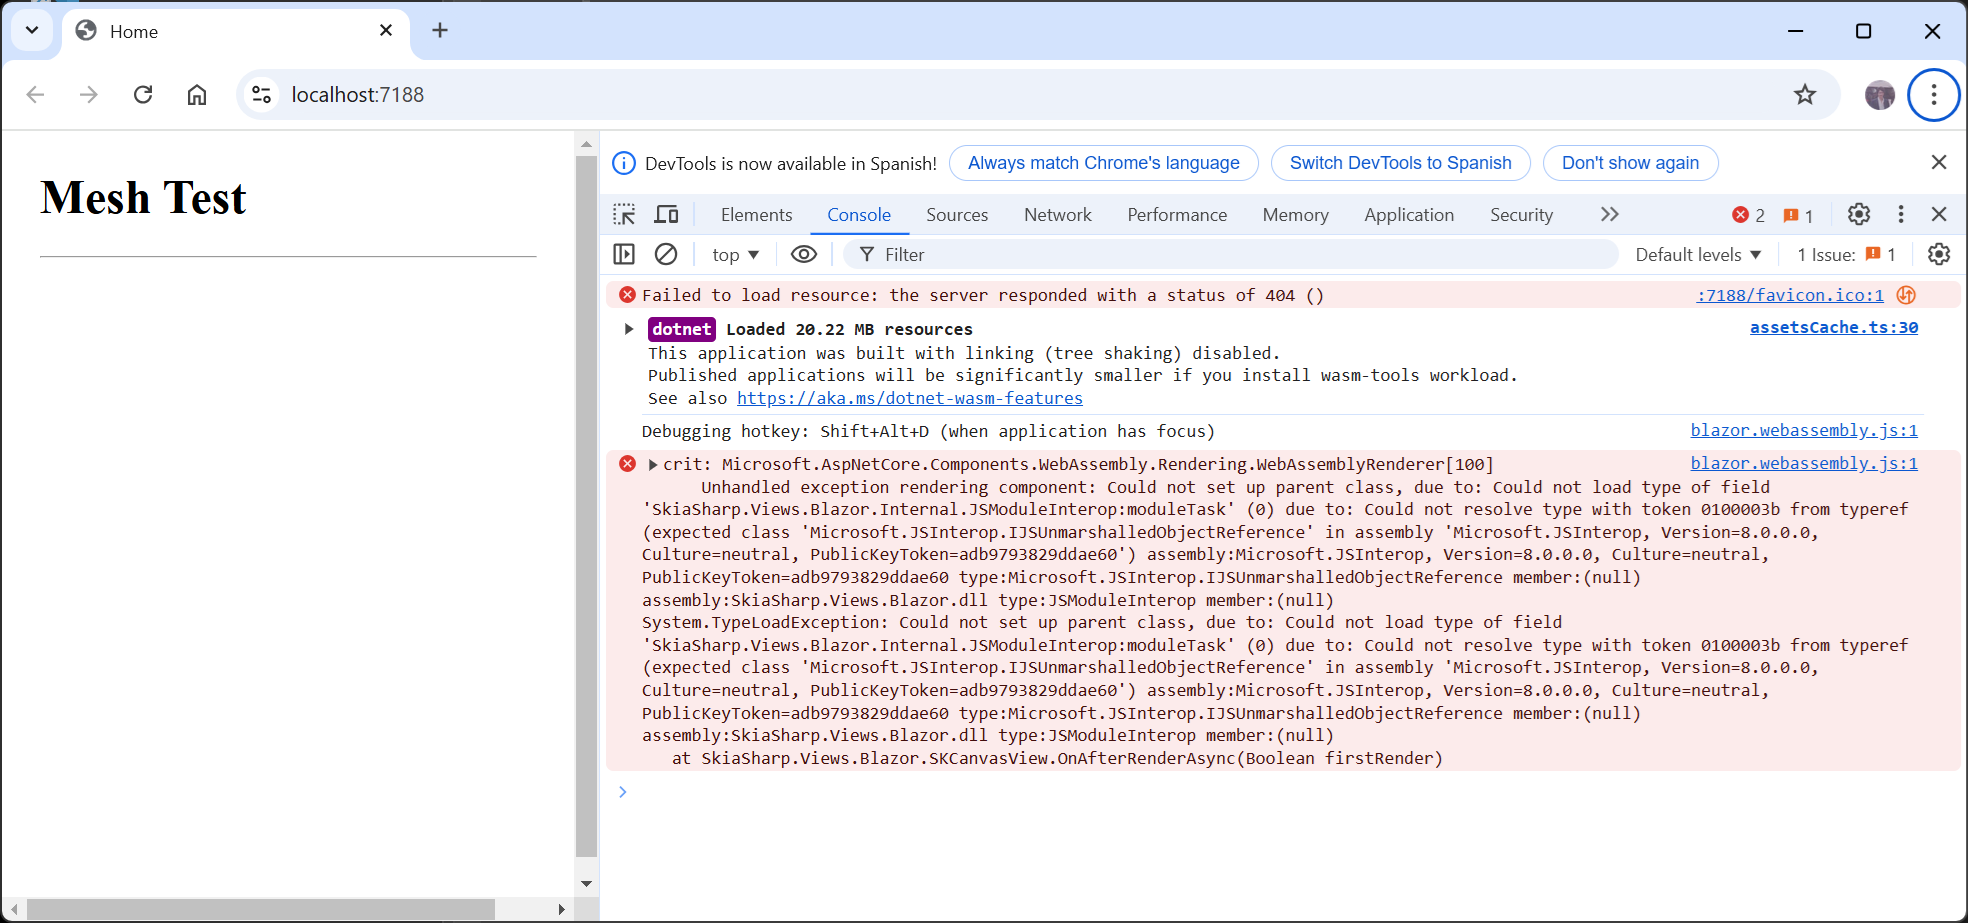 Home
localhost:7188
Mesh Test
DevTools is now available in Spanish! Always match Chrome's language Switch DevTools to Spanish Don't show again
Elements Console Sources Network Performance Memory Application Security 2 1
top Filter Default levels 1 Issue: 1
Failed to load resource: the server responded with a status of 404 () :7188/favicon.ico:1
dotnet Loaded 20.22 MB resources assetsCache.ts:30
This application was built with linking (tree shaking) disabled.
Published applications will be significantly smaller if you install wasm-tools workload.
See also https://aka.ms/dotnet-wasm-features
Debugging hotkey: Shift+Alt+D (when application has focus) blazor.webassembly.js:1
crit: Microsoft.AspNetCore.Components.WebAssembly.Rendering.WebAssemblyRenderer[100] blazor.webassembly.js:1
Unhandled exception rendering component: Could not set up parent class, due to: Could not load type of field
'SkiaSharp.Views.Blazor.Internal.JSModuleInterop:moduleTask' (0) due to: Could not resolve type with token 0100003b from typeref
(expected class 'Microsoft.JSInterop.IJSUnmarshalledObjectReference' in assembly 'Microsoft.JSInterop, Version=8.0.0.0,
Culture=neutral, PublicKeyToken=adb9793829ddae60') assembly:Microsoft.JSInterop, Version=8.0.0.0, Culture=neutral,
PublicKeyToken=adb9793829ddae60 type:Microsoft.JSInterop.IJSUnmarshalledObjectReference member:(null)
assembly:SkiaSharp.Views.Blazor.dll type:JSModuleInterop member:(null)
System.TypeLoadException: Could not set up parent class, due to: Could not load type of field
'SkiaSharp.Views.Blazor.Internal.JSModuleInterop:moduleTask' (0) due to: Could not resolve type with token 0100003b from typeref
(expected class 'Microsoft.JSInterop.IJSUnmarshalledObjectReference' in assembly 'Microsoft.JSInterop, Version=8.0.0.0,
Culture=neutral, PublicKeyToken=adb9793829ddae60') assembly:Microsoft.JSInterop, Version=8.0.0.0, Culture=neutral,
PublicKeyToken=adb9793829ddae60 type:Microsoft.JSInterop.IJSUnmarshalledObjectReference member:(null)
assembly:SkiaSharp.Views.Blazor.dll type:JSModuleInterop member:(null)
at SkiaSharp.Views.Blazor.SKCanvasView.OnAfterRenderAsync(Boolean firstRender)